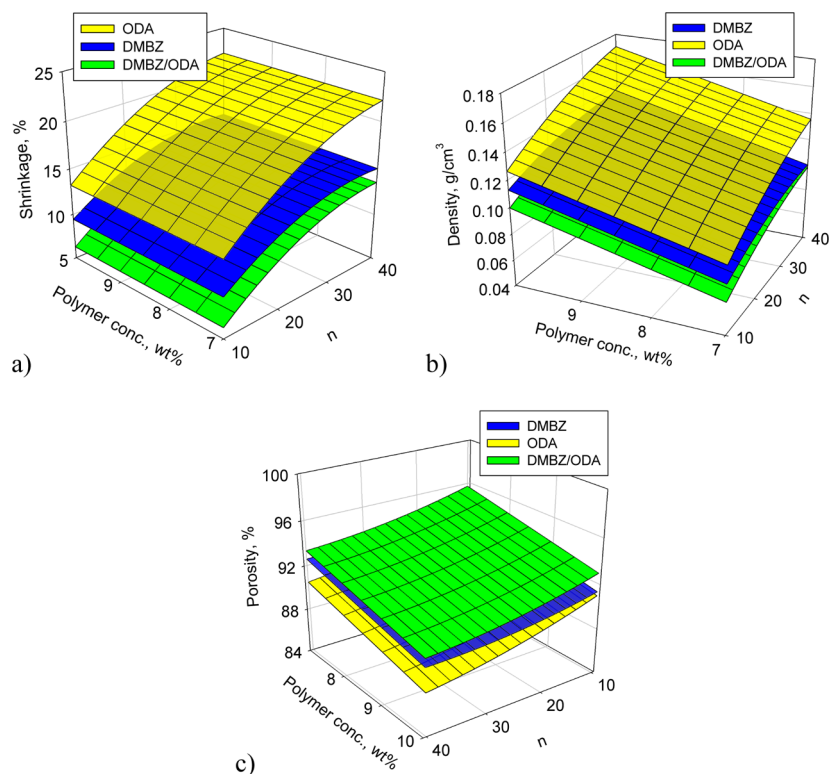 ODA
DMBZ
DMBZ/ODA
25
20
15
10
5
Shrinkage, %
9
8
7
Polymer conc., wt%
10
20
30
40
n
a)
DMBZ
ODA
DMBZ/ODA
0.18
0.16
0.14
0.12
0.10
0.08
0.06
0.04
Density, g/cm³
9
8
7
Polymer conc., wt%
10
20
30
40
n
b)
DMBZ
ODA
DMBZ/ODA
100
96
92
88
84
Porosity, %
8
9
10
Polymer conc., wt%
40
30
20
10
n
c)